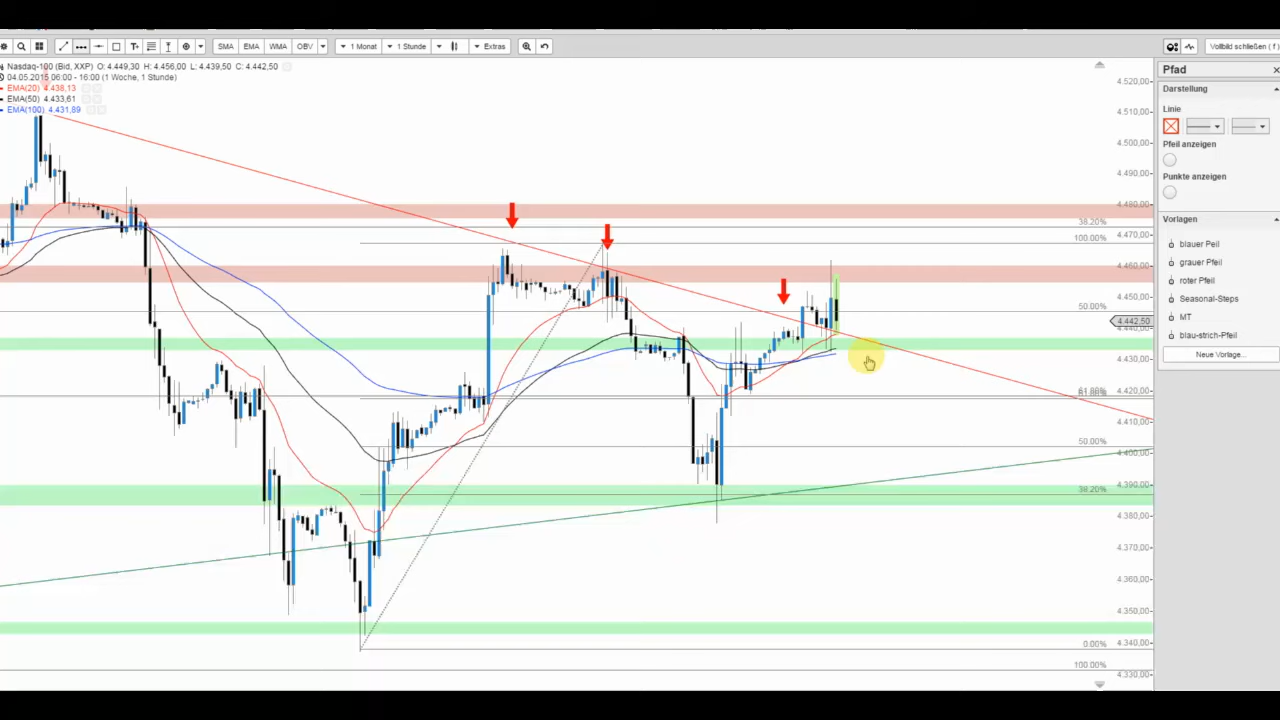 SMA EMA WMA OBV 1 Monat 1 Stunde Extras Vollbild schließen ( f )
Nasdaq-100 (Bid, XXP) O: 4.449,30 H: 4.456,00 L: 4.439,50 C: 4.442,50
04.05.2015 06:00 - 16:00 (1 Woche, 1 Stunde)
EMA(20) 4.438,13
EMA(50) 4.433,61
EMA(100) 4.431,89
4.520,00
4.510,00
4.500,00
4.490,00
4.480,00
38.20%
4.470,00
100.00%
4.460,00
4.450,00
50.00%
4.442,50
4.440,00
4.430,00
4.420,00
61.80%
4.410,00
50.00%
4.400,00
4.390,00
38.20%
4.380,00
4.370,00
4.360,00
4.350,00
4.340,00
0.00%
100.00%
4.330,00
Pfad
Darstellung
Linie
Pfeil anzeigen
Punkte anzeigen
Vorlagen
blauer Peil
grauer Pfeil
roter Pfeil
Seasonal-Steps
MT
blau-strich-Pfeil
Neue Vorlage...